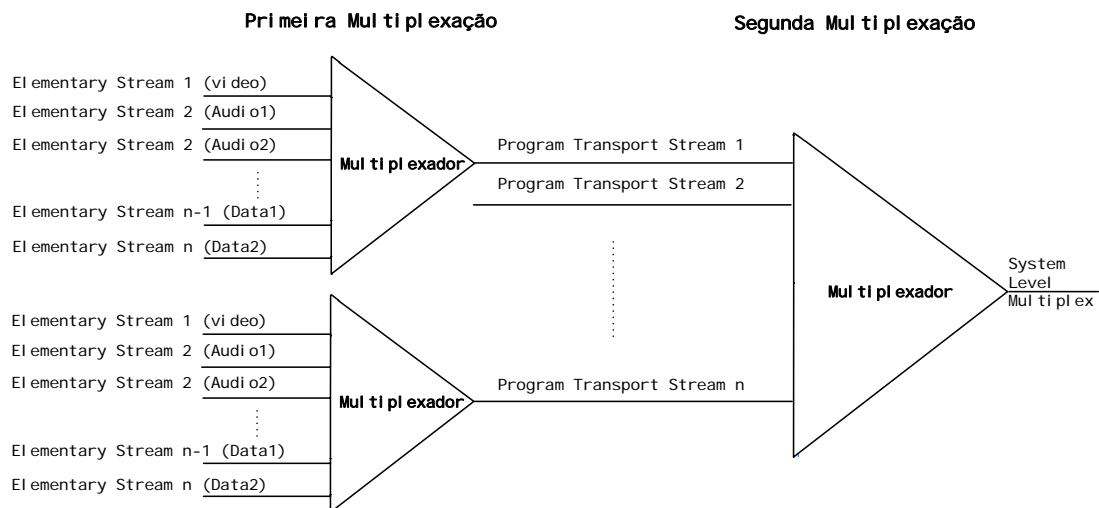 Primeira Multiplexação
Segunda Multiplexação
Elementary Stream 1 (video)
Elementary Stream 2 (Audio1)
Elementary Stream 2 (Audio2)
Elementary Stream n-1 (Data1)
Elementary Stream n (Data2)
Multiplexador
Program Transport Stream 1
Program Transport Stream 2
Multiplexador
System
Level
Multiplex
Elementary Stream 1 (video)
Elementary Stream 2 (Audio1)
Elementary Stream 2 (Audio2)
Elementary Stream n-1 (Data1)
Elementary Stream n (Data2)
Multiplexador
Program Transport Stream n